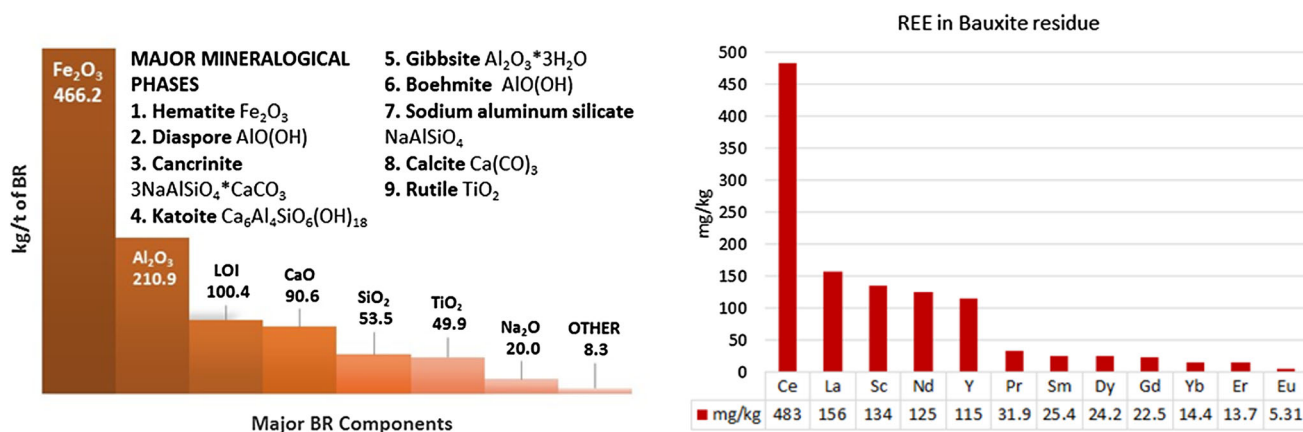 Fe₂O₃
466.2
MAJOR MINERALOGICAL
PHASES
1. Hematite Fe₂O₃
2. Diaspore AlO(OH)
3. Cancrinite
3NaAlSiO₄*CaCO₃
4. Katoite Ca₆Al₄SiO₆(OH)₁₈
5. Gibbsite Al₂O₃*3H₂O
6. Boehmite AlO(OH)
7. Sodium aluminum silicate
NaAlSiO₄
8. Calcite Ca(CO)₃
9. Rutile TiO₂
kg/t of BR
Al₂O₃
210.9
LOI
100.4
CaO
90.6
SiO₂
53.5
TiO₂
49.9
Na₂O
20.0
OTHER
8.3
Major BR Components
REE in Bauxite residue
mg/kg
500
450
400
350
300
250
200
150
100
50
0
Ce La Sc Nd Y Pr Sm Dy Gd Yb Er Eu
mg/kg 483 156 134 125 115 31.9 25.4 24.2 22.5 14.4 13.7 5.31